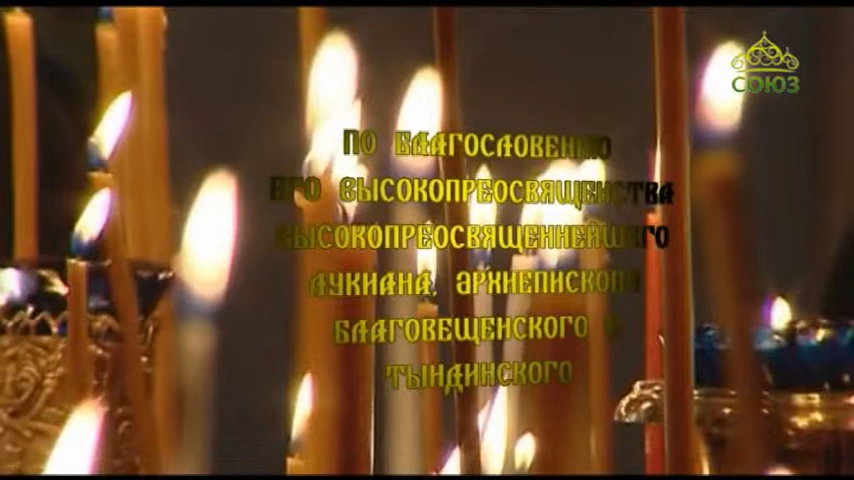 СОЮЗ
ПО БЛАГОСЛОВЕНИЮ
ЕГО ВЫСОКОПРЕОСВЯЩЕНСТВА
ВЫСОКОПРЕОСВЯЩЕННЕЙШЕГО
ЛУКИАНА, АРХИЕПИСКОПА
БЛАГОВЕЩЕНСКОГО И
ТЫНДИНСКОГО